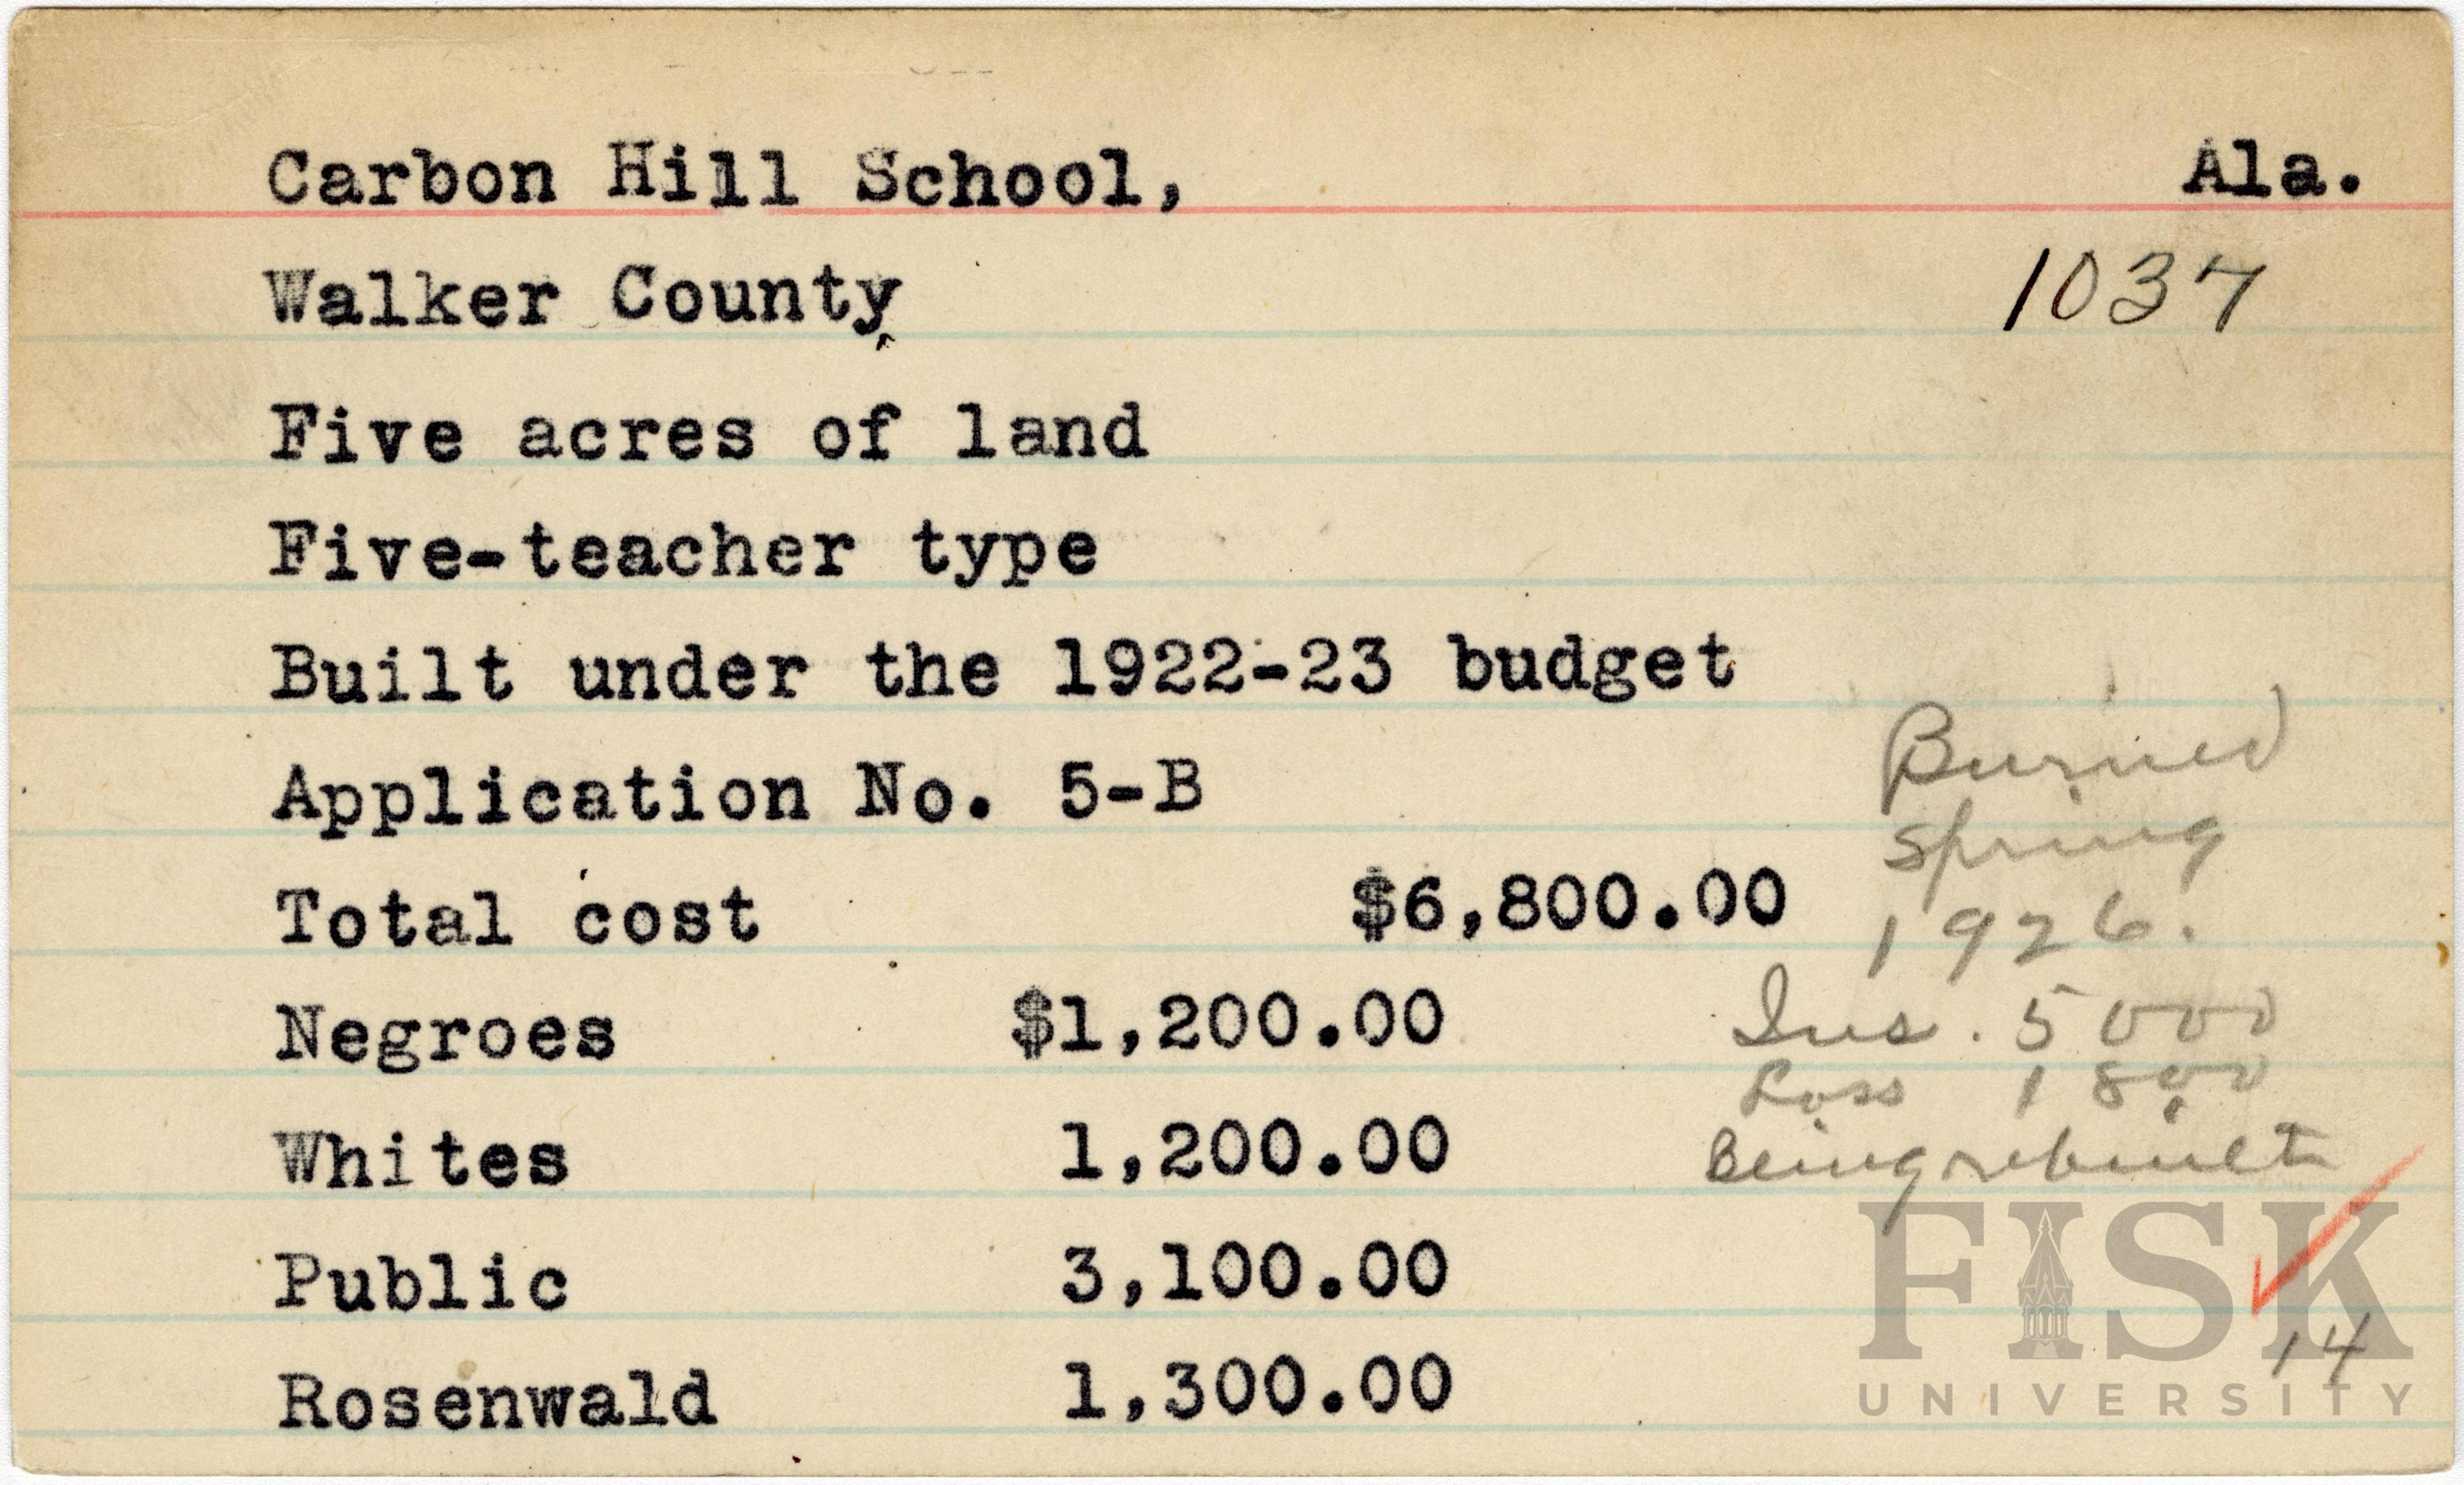 Carbon Hill School, Ala.
Walker County 1037
Five acres of land
Five-teacher type
Built under the 1922-23 budget
Application No. 5-B
Total cost $6,800.00
Negroes $1,200.00
Whites 1,200.00
Public 3,100.00
Rosenwald 1,300.00
Burned
Spring
1926.
Ins. 5000
Loss 1800
Being rebuilt
14
FISK
UNIVERSITY